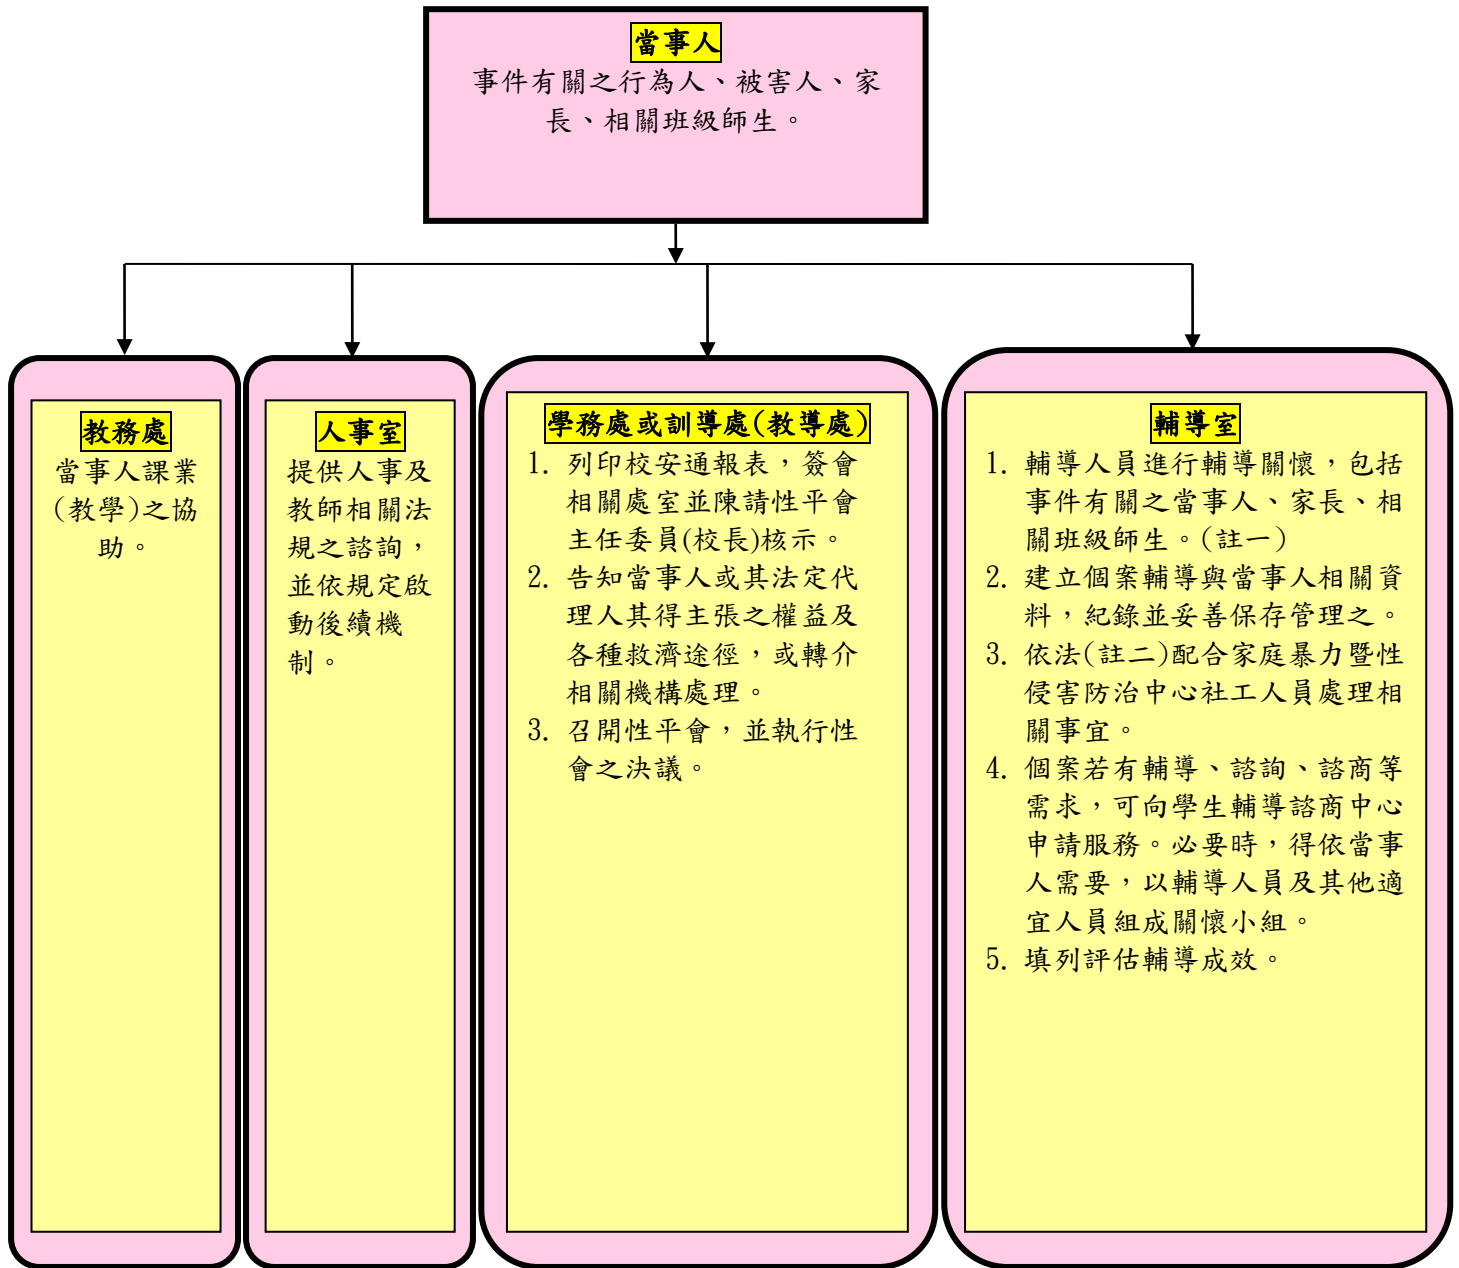 當事人
事件有關之行為人、被害人、家
長、相關班級師生。
教務處
當事人課業
(教學)之協
助。
人事室
提供人事及
教師相關法
規之諮詢，
並依規定啟
動後續機
制。
學務處或訓導處(教導處)
1. 列印校安通報表，簽會
相關處室並陳請性平會
主任委員(校長)核示。
2. 告知當事人或其法定代
理人其得主張之權益及
各種救濟途徑，或轉介
相關機構處理。
3. 召開性平會，並執行性
會之決議。
輔導室
1. 輔導人員進行輔導關懷，包括
事件有關之當事人、家長、相
關班級師生。(註一)
2. 建立個案輔導與當事人相關資
料，紀錄並妥善保存管理之。
3. 依法(註二)配合家庭暴力暨性
侵害防治中心社工人員處理相
關事宜。
4. 個案若有輔導、諮詢、諮商等
需求，可向學生輔導諮商中心
申請服務。必要時，得依當事
人需要，以輔導人員及其他適
宜人員組成關懷小組。
5. 填列評估輔導成效。